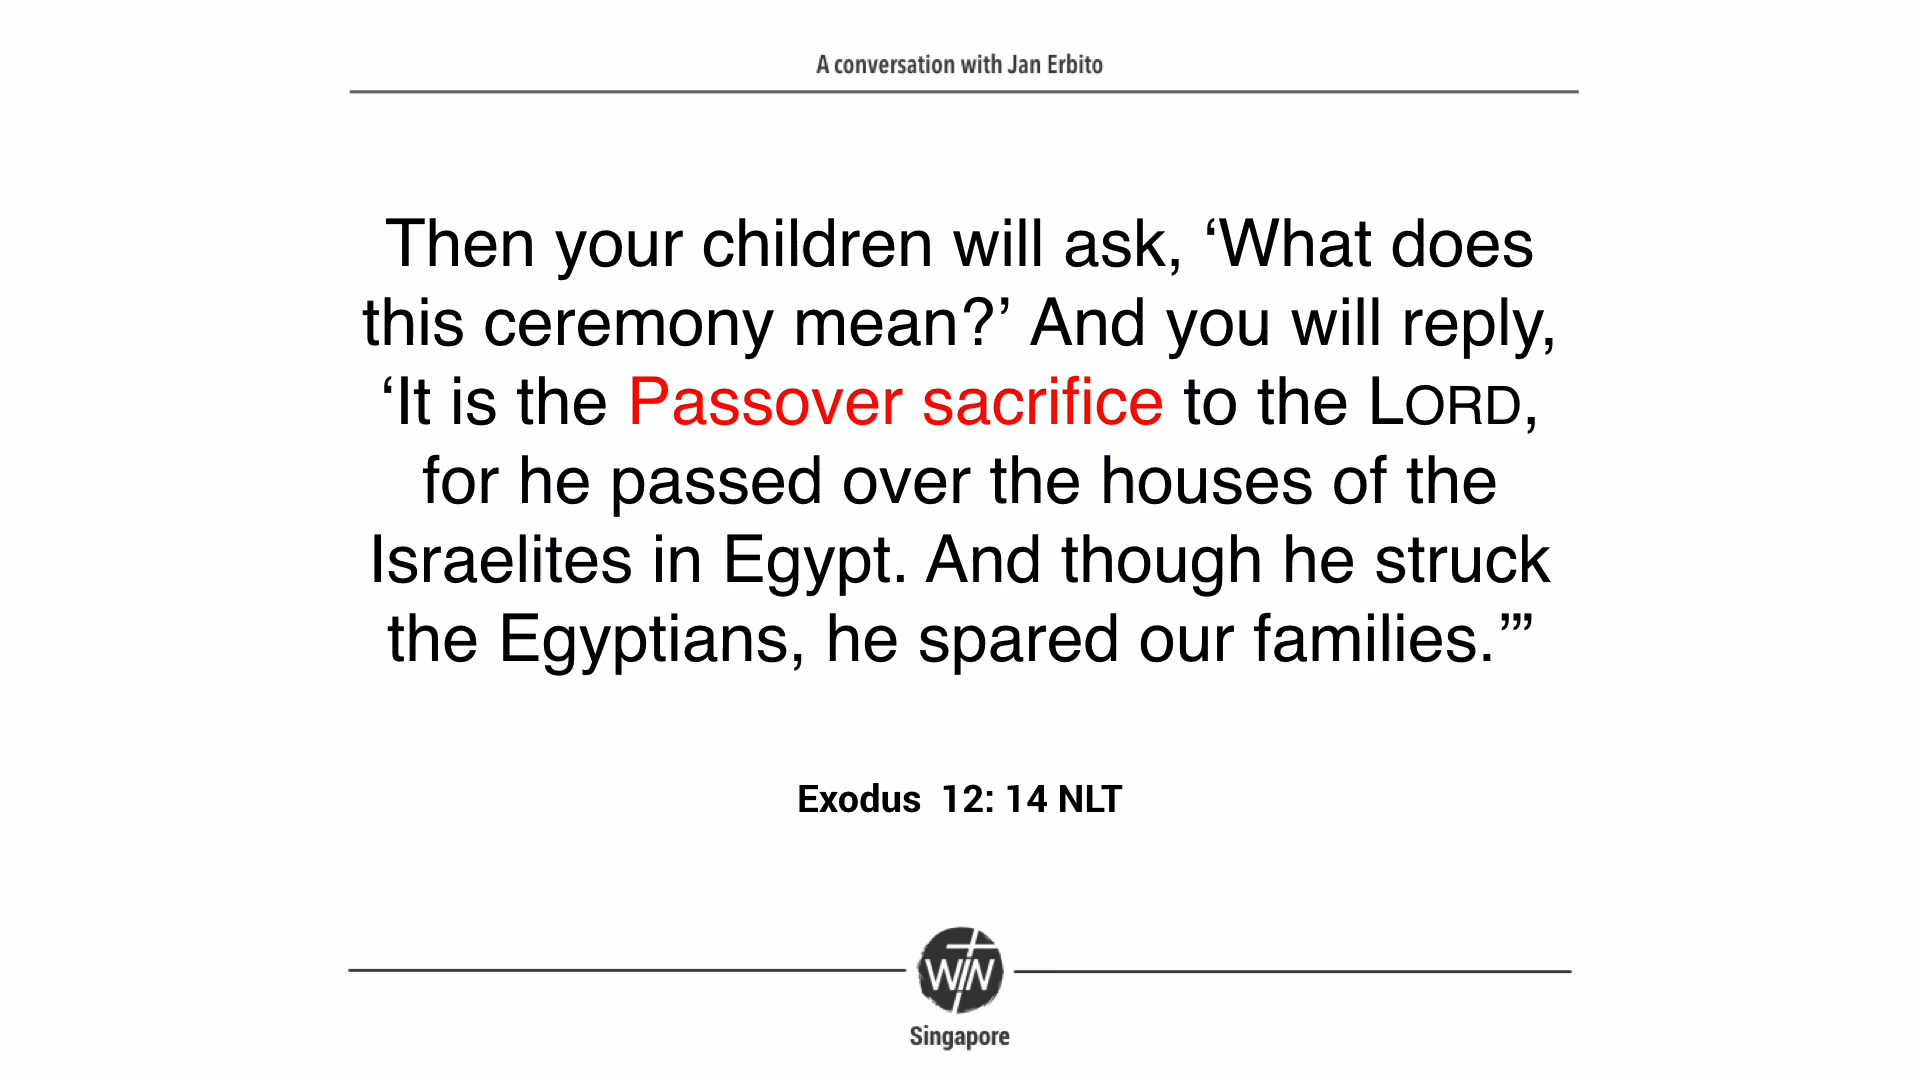 A conversation with Jan Erbito
Then your children will ask, ‘What does
this ceremony mean?’ And you will reply,
‘It is the Passover sacrifice to the LORD,
for he passed over the houses of the
Israelites in Egypt. And though he struck
the Egyptians, he spared our families.’”
Exodus  12: 14 NLT
WIN
Singapore